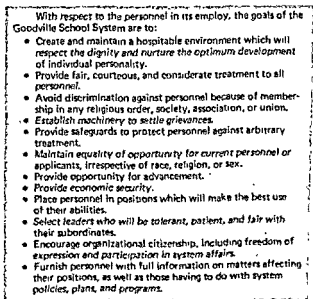 With respect to the personnel in its employ, the goals of the
Goodville School System are to:
• Create and maintain a hospitable environment which will
respect the dignity and nurture the optimum development
of individual personality.
• Provide fair, courteous, and considerate treatment to all
personnel.
• Avoid discrimination against personnel because of member-
ship in any religious order, society, association, or union.
• Establish machinery to settle grievances.
• Provide safeguards to protect personnel against arbitrary
treatment.
• Maintain equality of opportunity for current personnel or
applicants, irrespective of race, religion, or sex.
• Provide opportunity for advancement.
• Provide economic security.
• Place personnel in positions which will make the best use
of their abilities.
• Select leaders who will be tolerant, patient, and fair with
their subordinates.
• Encourage organizational citizenship, including freedom of
expression and participation in system affairs.
• Furnish personnel with full information on matters affecting
their positions, as well as those having to do with system
policies, plans, and programs.